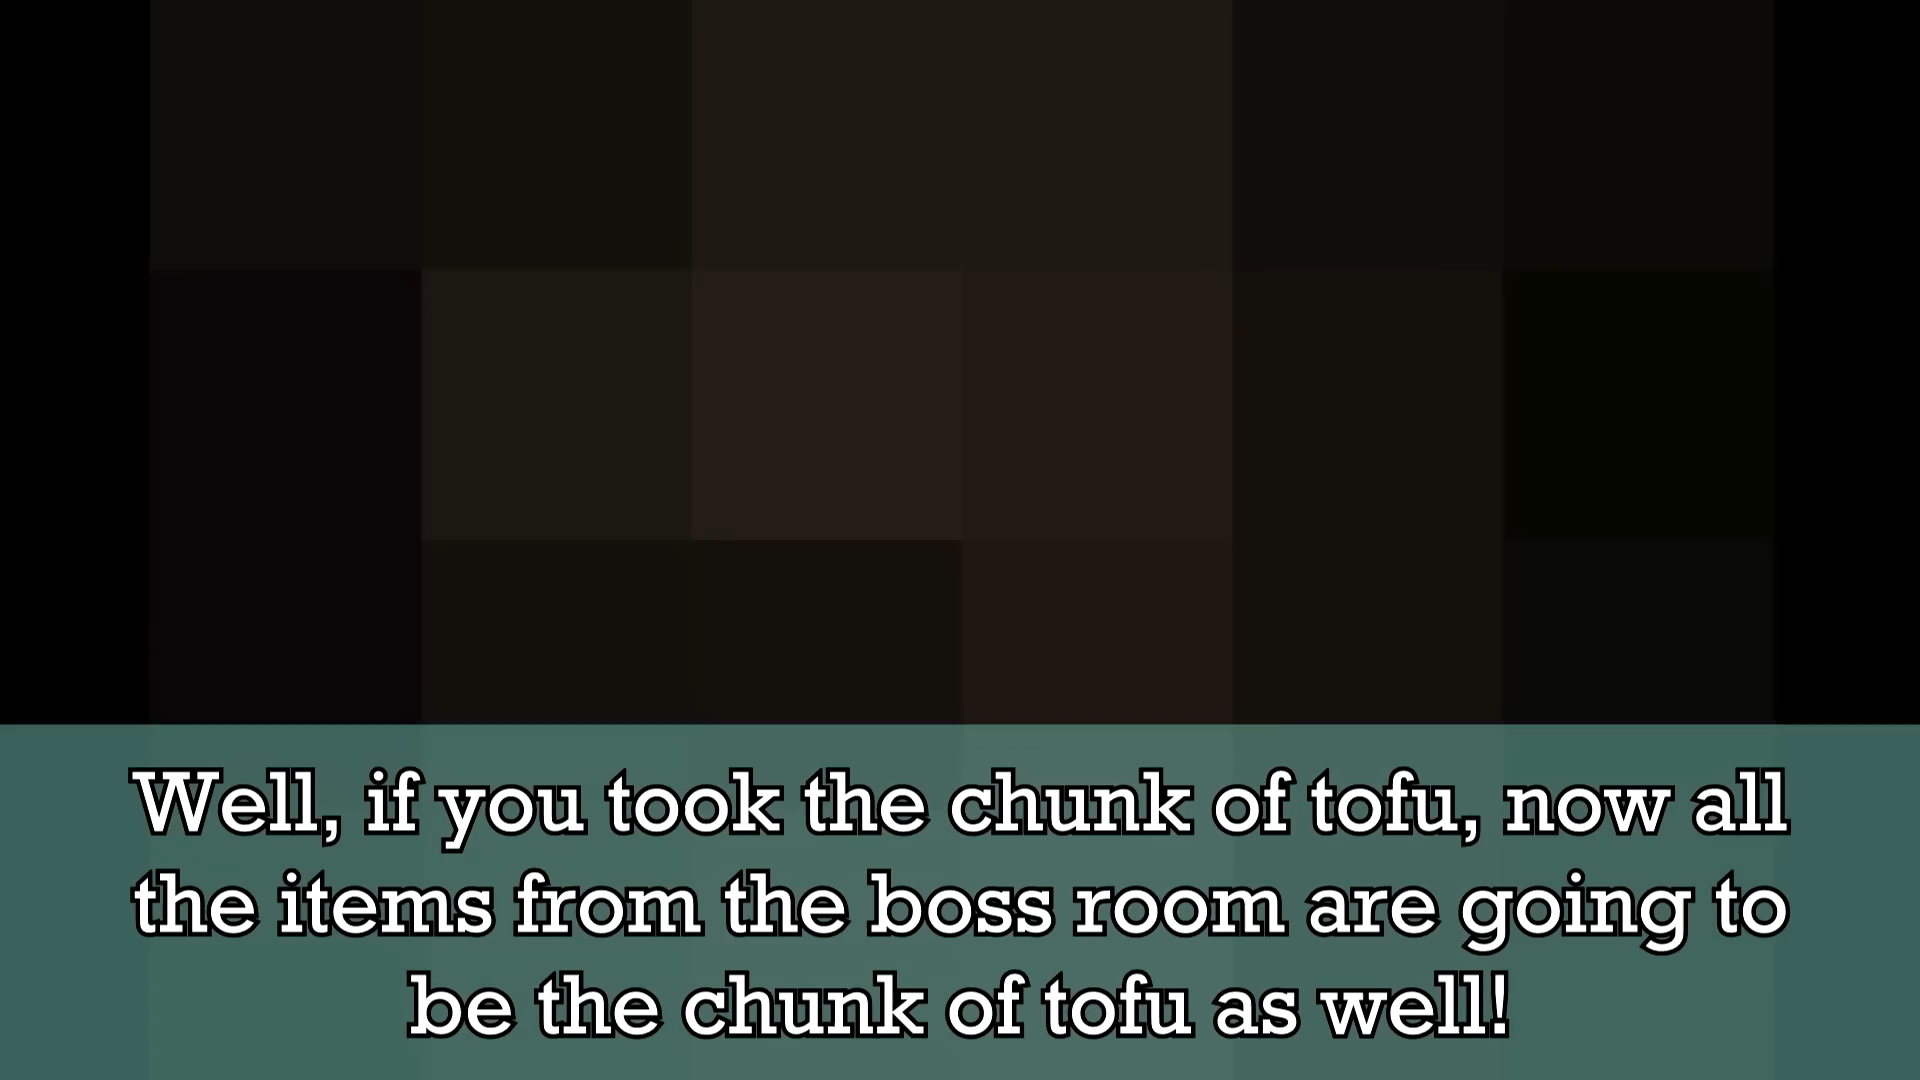 Well, if you took the chunk of tofu, now all
the items from the boss room are going to
be the chunk of tofu as well!